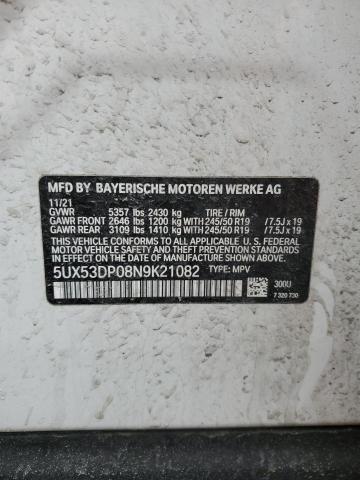 MFD BY BAYERISCHE MOTOREN WERKE AG
11/21
GVWR 5357 lbs 2430 kg TIRE / RIM
GAWR FRONT 2646 lbs 1200 kg WITH 245/50 R19 / 7.5J x 19
GAWR REAR 3109 lbs 1410 kg WITH 245/50 R19 / 7.5J x 19
THIS VEHICLE CONFORMS TO ALL APPLICABLE U. S. FEDERAL
MOTOR VEHICLE SAFETY, BUMPER, AND THEFT PREVENTION
STANDARDS IN EFFECT ON THE DATE OF
MANUFACTURE SHOWN ABOVE.
5UX53DP08N9K21082 TYPE: MPV
300U
7 320 730